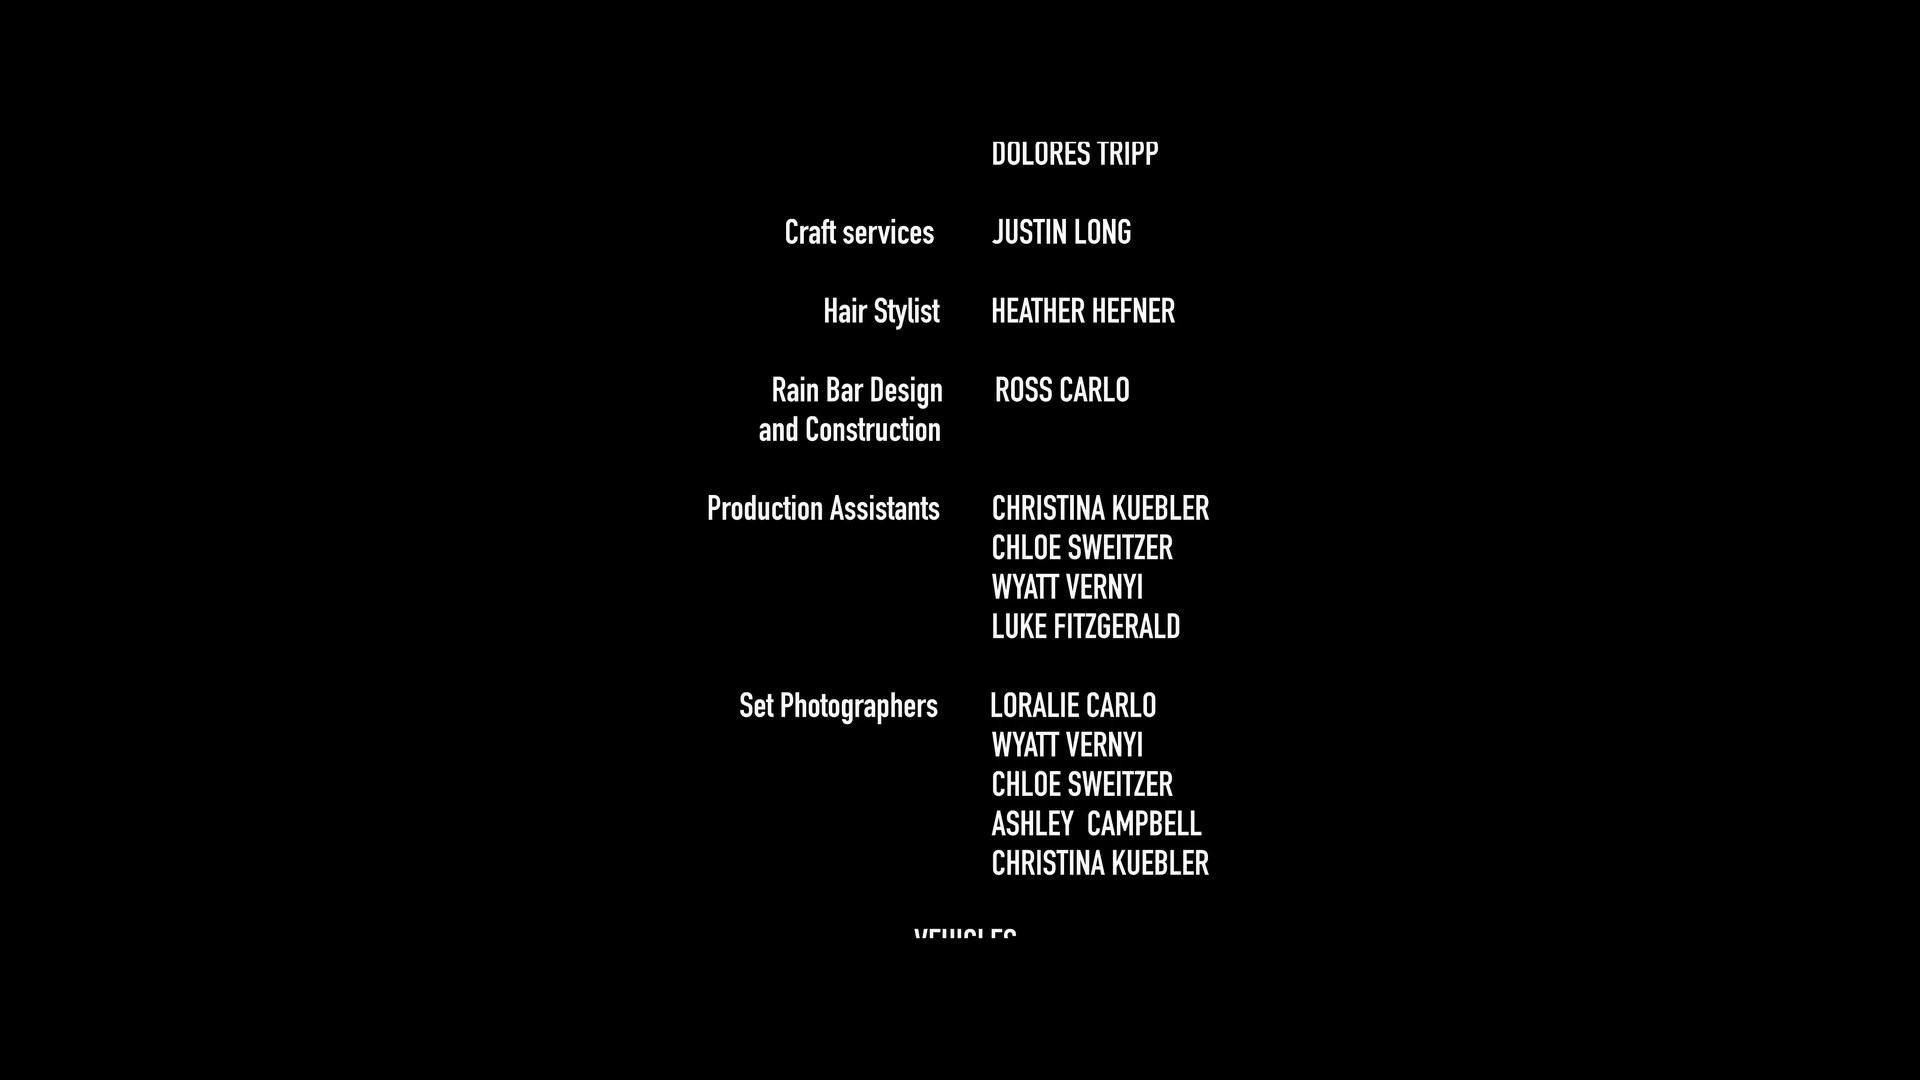 DOLORES TRIPP
Craft services JUSTIN LONG
Hair Stylist HEATHER HEFNER
Rain Bar Design ROSS CARLO
and Construction
Production Assistants CHRISTINA KUEBLER
CHLOE SWEITZER
WYATT VERNYI
LUKE FITZGERALD
Set Photographers LORALIE CARLO
WYATT VERNYI
CHLOE SWEITZER
ASHLEY  CAMPBELL
CHRISTINA KUEBLER
VEHICLES